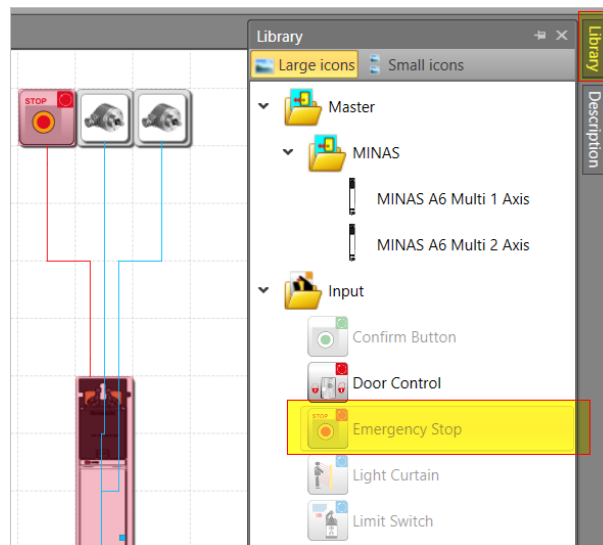 Library
Large icons
Small icons
Library
Description
STOP
Master
MINAS
MINAS A6 Multi 1 Axis
MINAS A6 Multi 2 Axis
Input
Confirm Button
Door Control
STOP
Emergency Stop
Light Curtain
Limit Switch